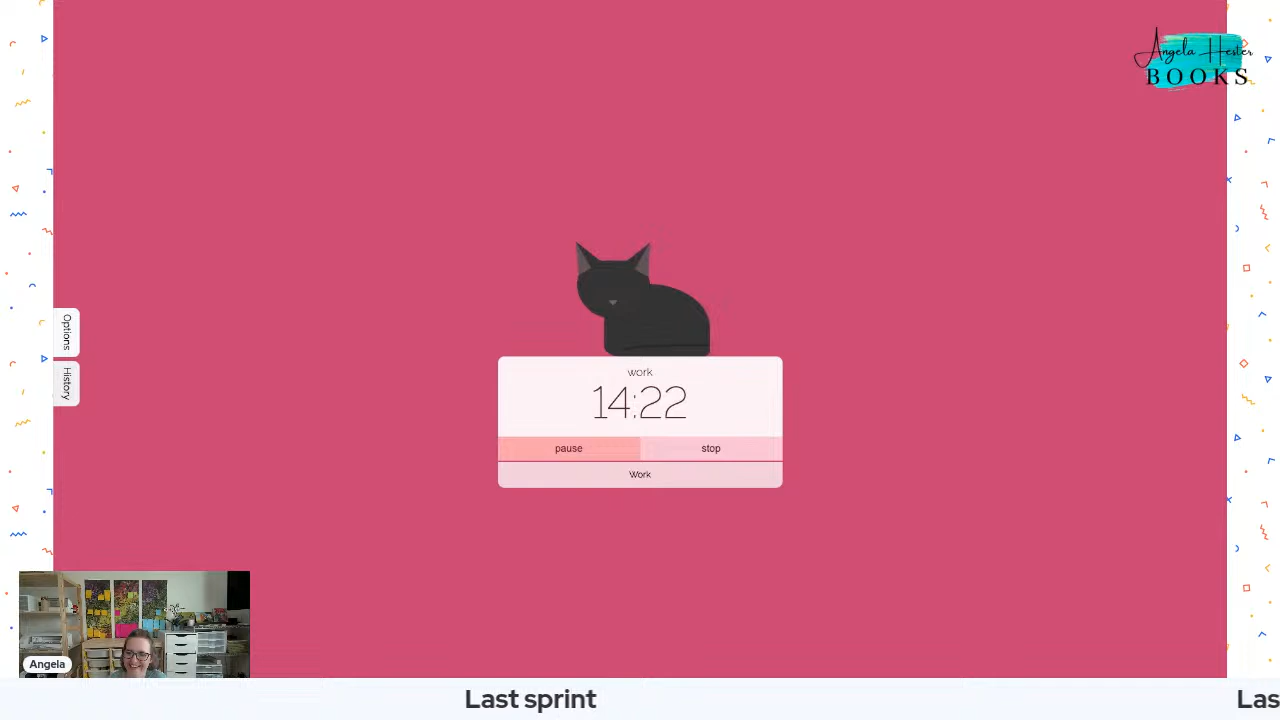 Angela Hester
BOOKS
Options
History
work
14:22
pause
stop
Work
Angela
Last sprint
Las